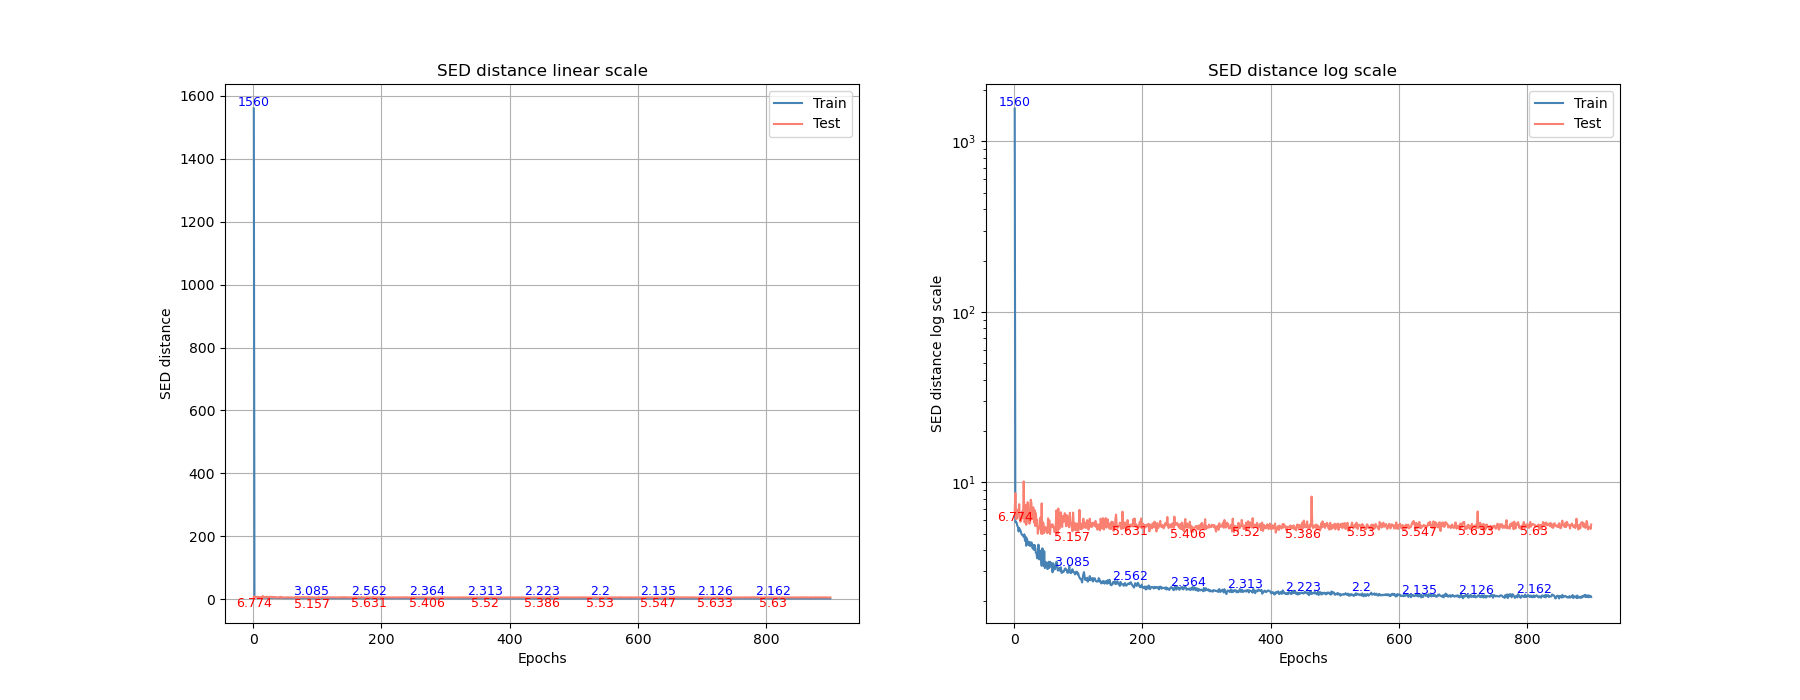 SED distance linear scale
1600
1400
1200
1000
800
600
400
200
0
SED distance
1560
Train
Test
3.085 2.562 2.364 2.313 2.223 2.2 2.135 2.126 2.162
6.774 5.157 5.631 5.406 5.52 5.386 5.53 5.547 5.633 5.63
0 200 400 600 800
Epochs
SED distance log scale
10³
10²
10¹
SED distance log scale
1560
Train
Test
6.774 5.157 5.631 5.406 5.52 5.386 5.53 5.547 5.633 5.63
3.085 2.562 2.364 2.313 2.223 2.2 2.135 2.126 2.162
0 200 400 600 800
Epochs